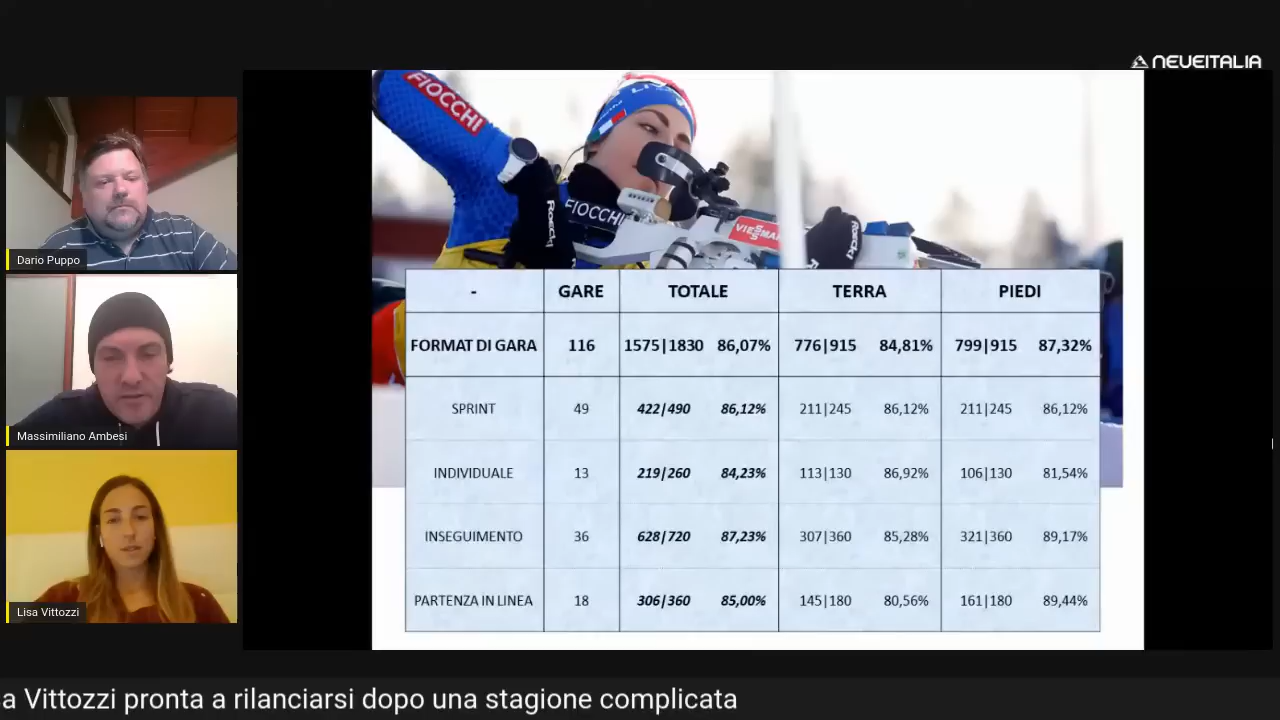 NEVEITALIA
FIOCCHI
FIOCCHI
Roeckl
VIESMANN
Dario Puppo
Massimiliano Ambesi
Lisa Vittozzi
- GARE TOTALE TERRA PIEDI
FORMAT DI GARA 116 1575|1830 86,07% 776|915 84,81% 799|915 87,32%
SPRINT 49 422|490 86,12% 211|245 86,12% 211|245 86,12%
INDIVIDUALE 13 219|260 84,23% 113|130 86,92% 106|130 81,54%
INSEGUIMENTO 36 628|720 87,23% 307|360 85,28% 321|360 89,17%
PARTENZA IN LINEA 18 306|360 85,00% 145|180 80,56% 161|180 89,44%
a Vittozzi pronta a rilanciarsi dopo una stagione complicata